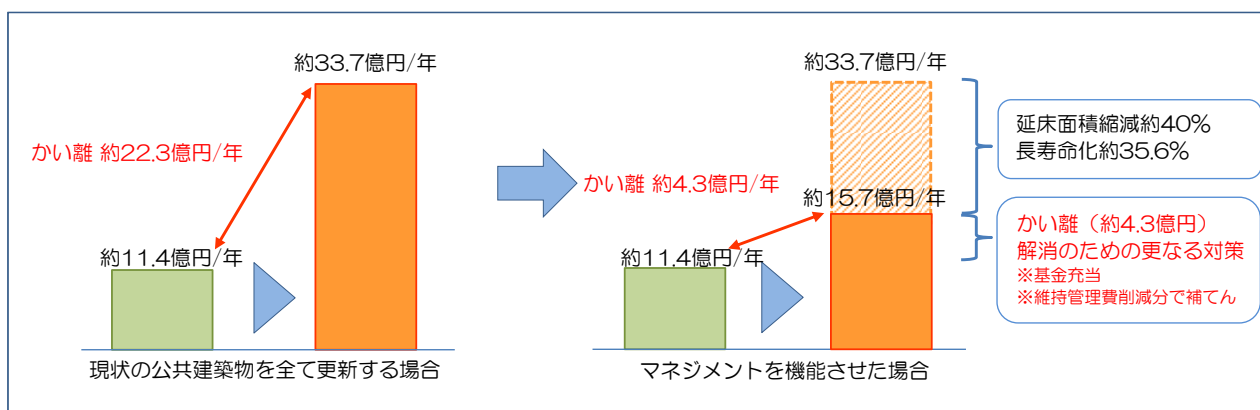 約33.7億円/年
かい離 約22.3億円/年
約11.4億円/年
現状の公共建築物を全て更新する場合
約33.7億円/年
かい離 約4.3億円/年
約15.7億円/年
約11.4億円/年
マネジメントを機能させた場合
延床面積縮減約40%
長寿命化約35.6%
かい離（約4.3億円）
解消のための更なる対策
※基金充当
※維持管理費削減分で補てん